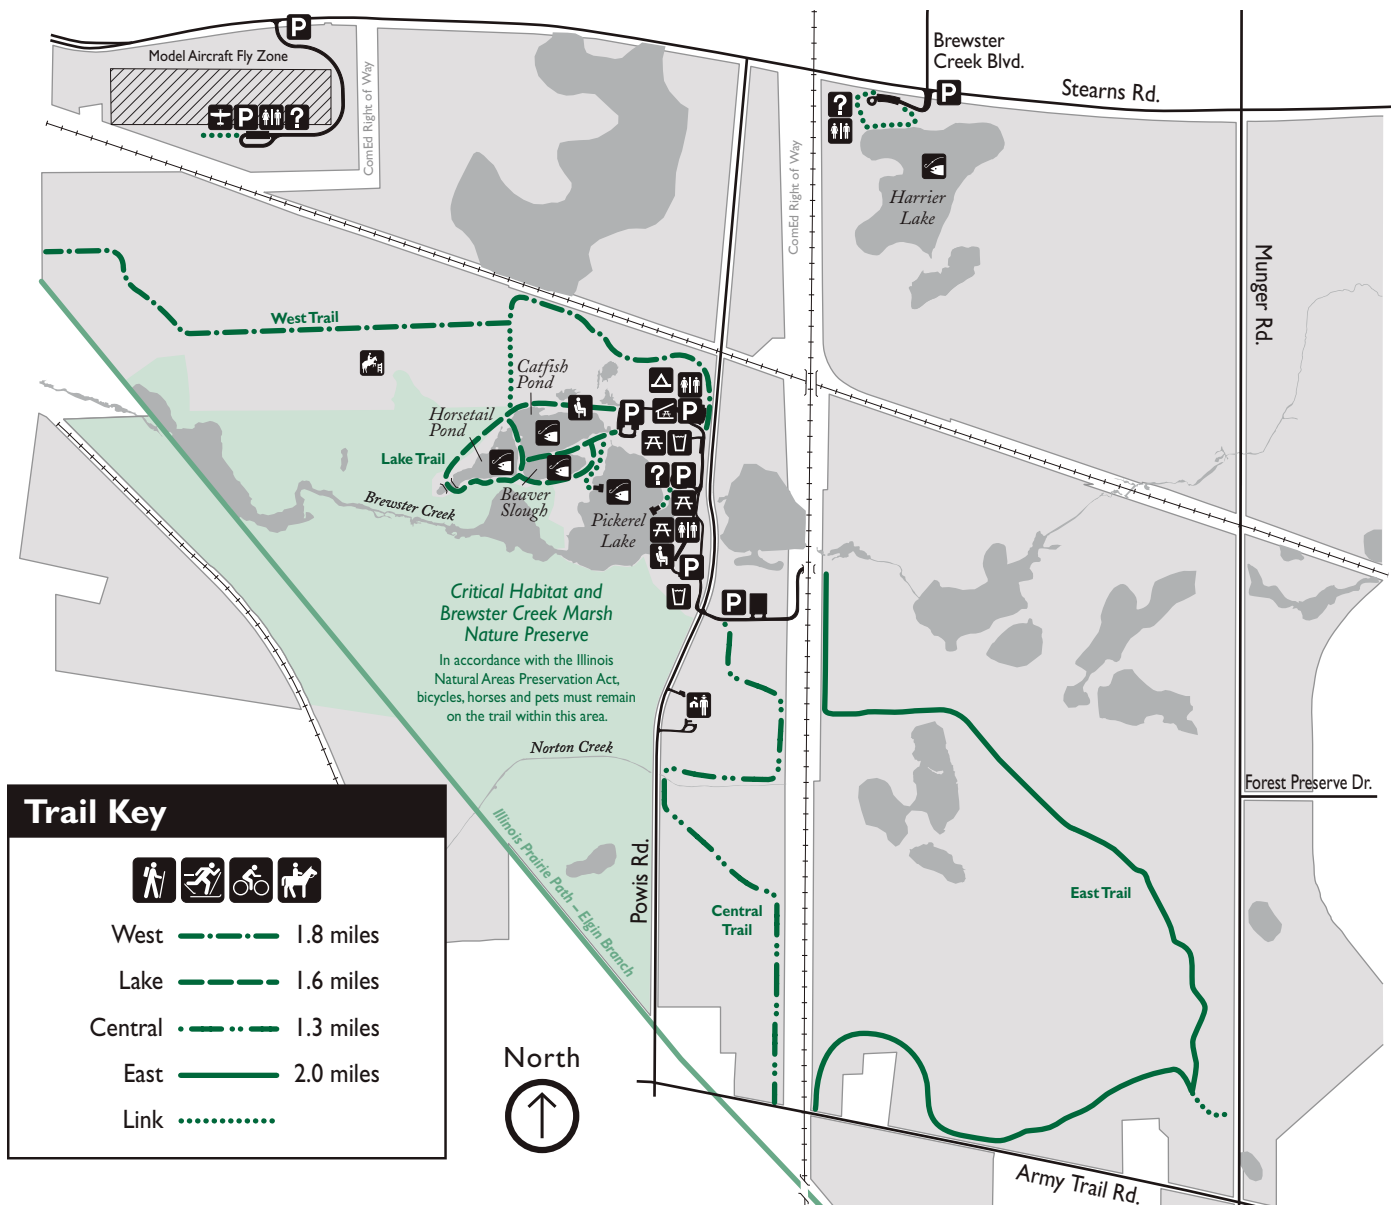 P
Model Aircraft Fly Zone
P
?
ComEd Right of Way
Brewster
Creek Blvd.
Stearns Rd.
P
?
ComEd Right of Way
Harrier
Lake
Munger Rd.
West Trail
Catfish
Pond
Horsetail
Pond
P
P
Lake Trail
?
P
Beaver
Slough
Brewster Creek
Pickerel
Lake
P
P
Critical Habitat and
Brewster Creek Marsh
Nature Preserve
In accordance with the Illinois
Natural Areas Preservation Act,
bicycles, horses and pets must remain
on the trail within this area.
Norton Creek
Forest Preserve Dr.
Illinois Prairie Path – Elgin Branch
Powis Rd.
Central
Trail
East Trail
Trail Key
West 1.8 miles
Lake 1.6 miles
Central 1.3 miles
East 2.0 miles
Link
North
Army Trail Rd.